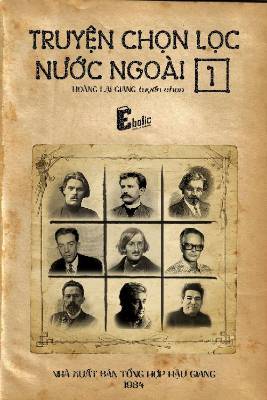 TRUYỆN CHỌN LỌC
NƯỚC NGOÀI 1
HOÀNG LẠI GIANG tuyển chọn
Eholic
NHÀ XUẤT BẢN TỔNG HỢP HẬU GIANG
1984